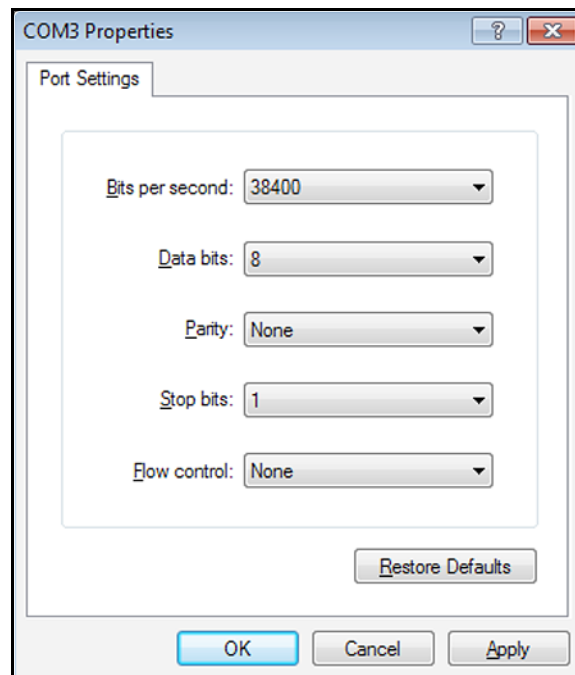 COM3 Properties
Port Settings
Bits per second: 38400
Data bits: 8
Parity: None
Stop bits: 1
Flow control: None
Restore Defaults
OK Cancel Apply